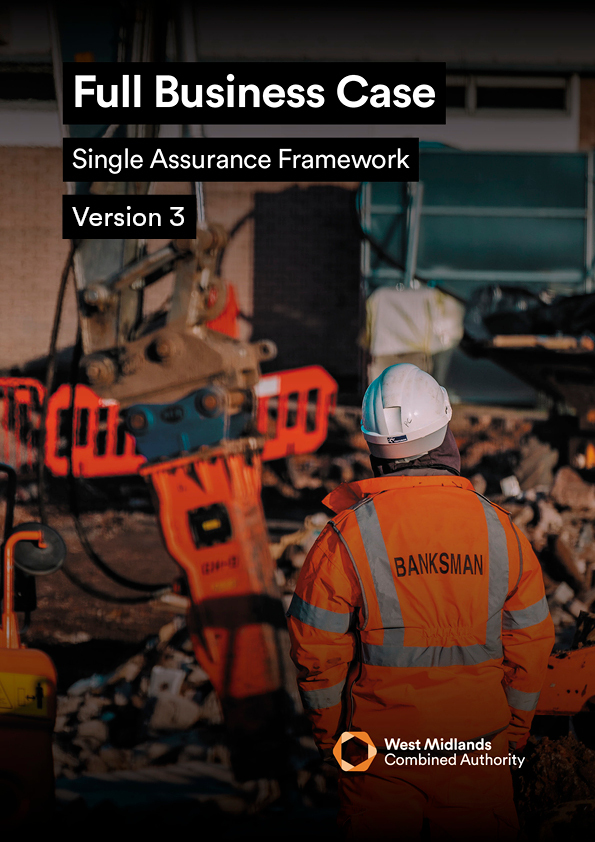 Full Business Case
Single Assurance Framework
Version 3
BANKSMAN
West Midlands
Combined Authority